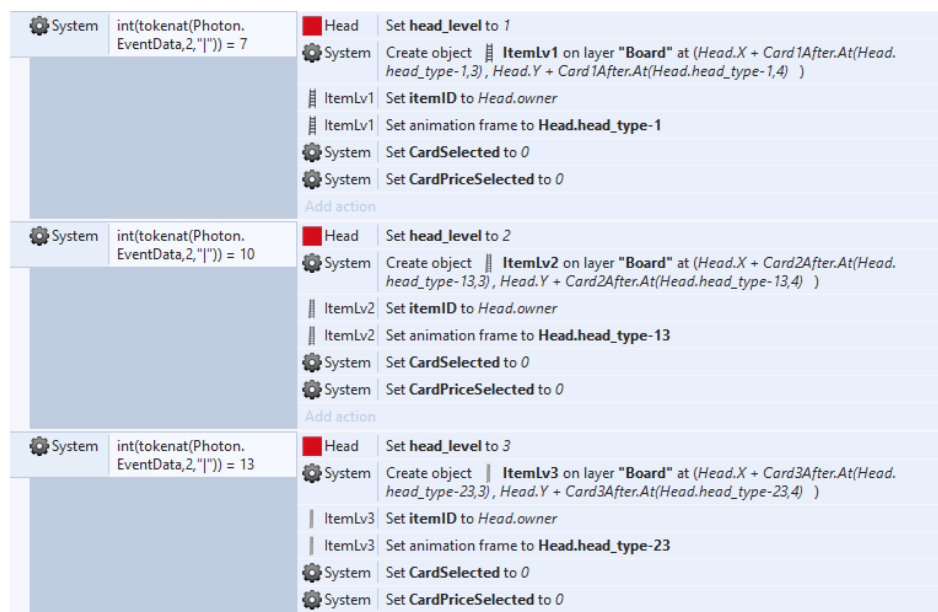 System int(tokenat(Photon. Head Set head_level to 1
EventData,2,"|")) = 7
System Create object ItemLv1 on layer "Board" at (Head.X + Card1After.At(Head.
head_type-1,3), Head.Y + Card1After.At(Head.head_type-1,4) )
ItemLv1 Set itemID to Head.owner
ItemLv1 Set animation frame to Head.head_type-1
System Set CardSelected to 0
System Set CardPriceSelected to 0
Add action
System int(tokenat(Photon. Head Set head_level to 2
EventData,2,"|")) = 10
System Create object ItemLv2 on layer "Board" at (Head.X + Card2After.At(Head.
head_type-13,3), Head.Y + Card2After.At(Head.head_type-13,4) )
ItemLv2 Set itemID to Head.owner
ItemLv2 Set animation frame to Head.head_type-13
System Set CardSelected to 0
System Set CardPriceSelected to 0
Add action
System int(tokenat(Photon. Head Set head_level to 3
EventData,2,"|")) = 13
System Create object ItemLv3 on layer "Board" at (Head.X + Card3After.At(Head.
head_type-23,3), Head.Y + Card3After.At(Head.head_type-23,4) )
ItemLv3 Set itemID to Head.owner
ItemLv3 Set animation frame to Head.head_type-23
System Set CardSelected to 0
System Set CardPriceSelected to 0